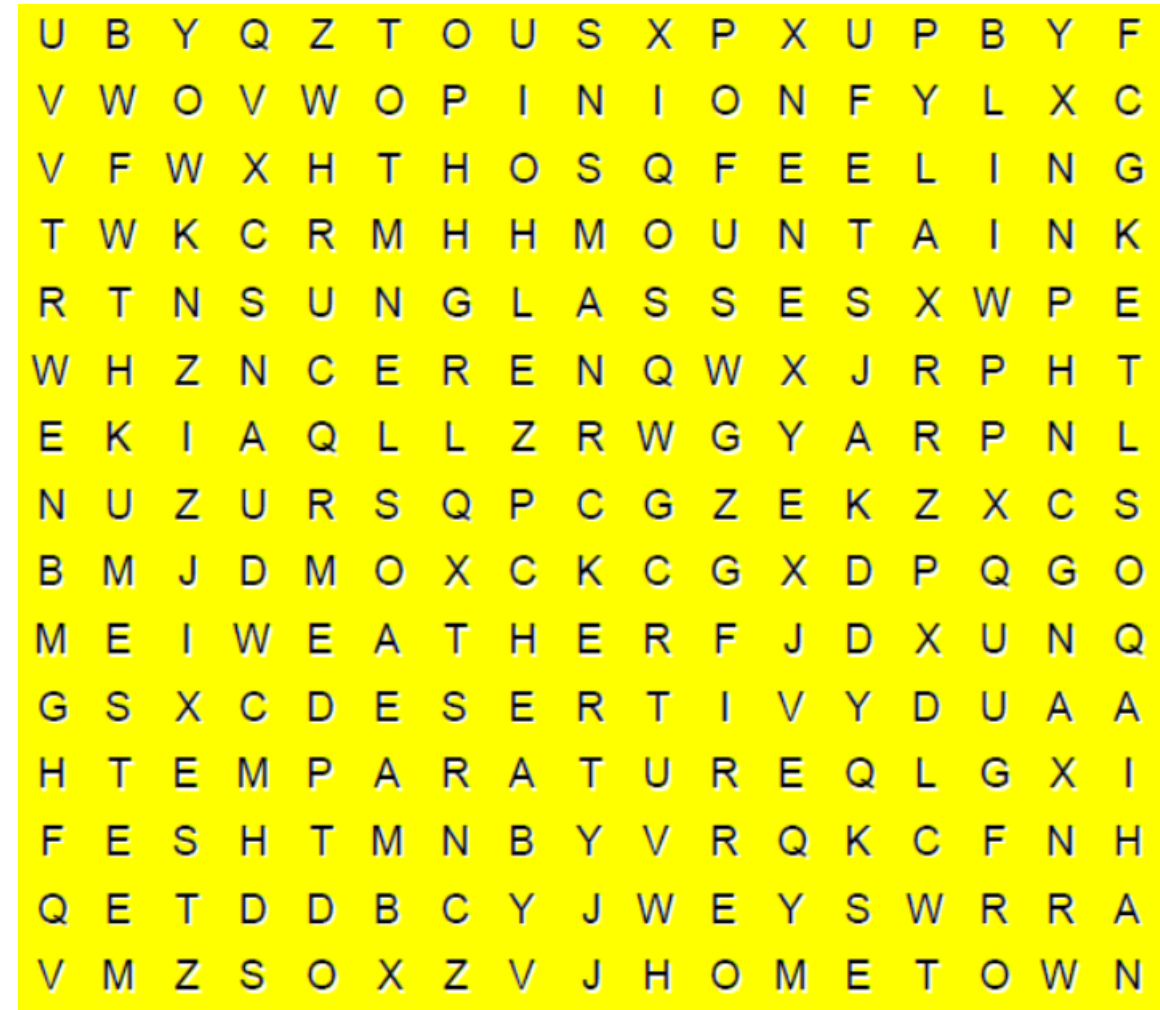 U B Y Q Z T O U S X P X U P B Y F
V W O V W O P I N I O N F Y L X C
V F W X H T H O S Q F E E L I N G
T W K C R M H H M O U N T A I N K
R T N S U N G L A S S E S X W P E
W H Z N C E R E N Q W X J R P H T
E K I A Q L L Z R W G Y A R P N L
N U Z U R S Q P C G Z E K Z X C S
B M J D M O X C K C G X D P Q G O
M E I W E A T H E R F J D X U N Q
G S X C D E S E R T I V Y D U A A
H T E M P A R A T U R E Q L G X I
F E S H T M N B Y V R Q K C F N H
Q E T D D B C Y J W E Y S W R R A
V M Z S O X Z V J H O M E T O W N